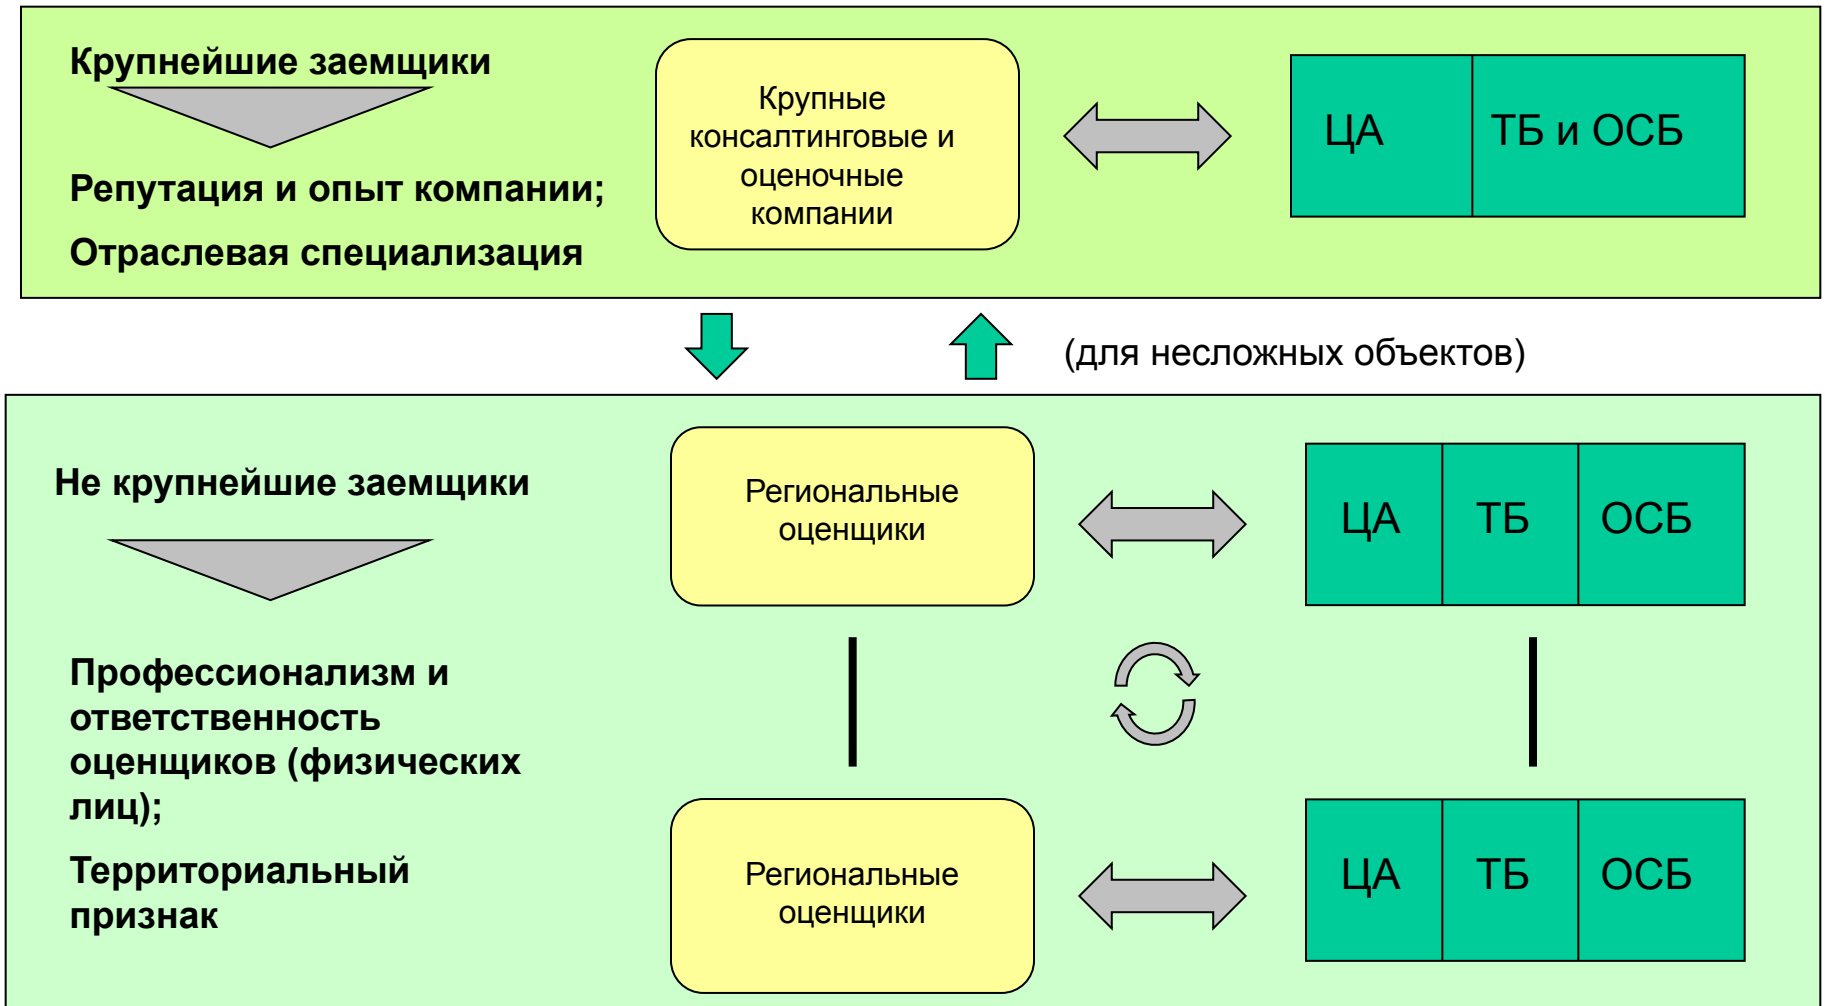 Крупнейшие заемщики
Репутация и опыт компании;
Отраслевая специализация
Крупные
консалтинговые и
оценочные
компании
ЦА
ТБ и ОСБ
(для несложных объектов)
Не крупнейшие заемщики
Профессионализм и
ответственность
оценщиков (физических
лиц);
Территориальный
признак
Региональные
оценщики
ЦА
ТБ
ОСБ
Региональные
оценщики
ЦА
ТБ
ОСБ